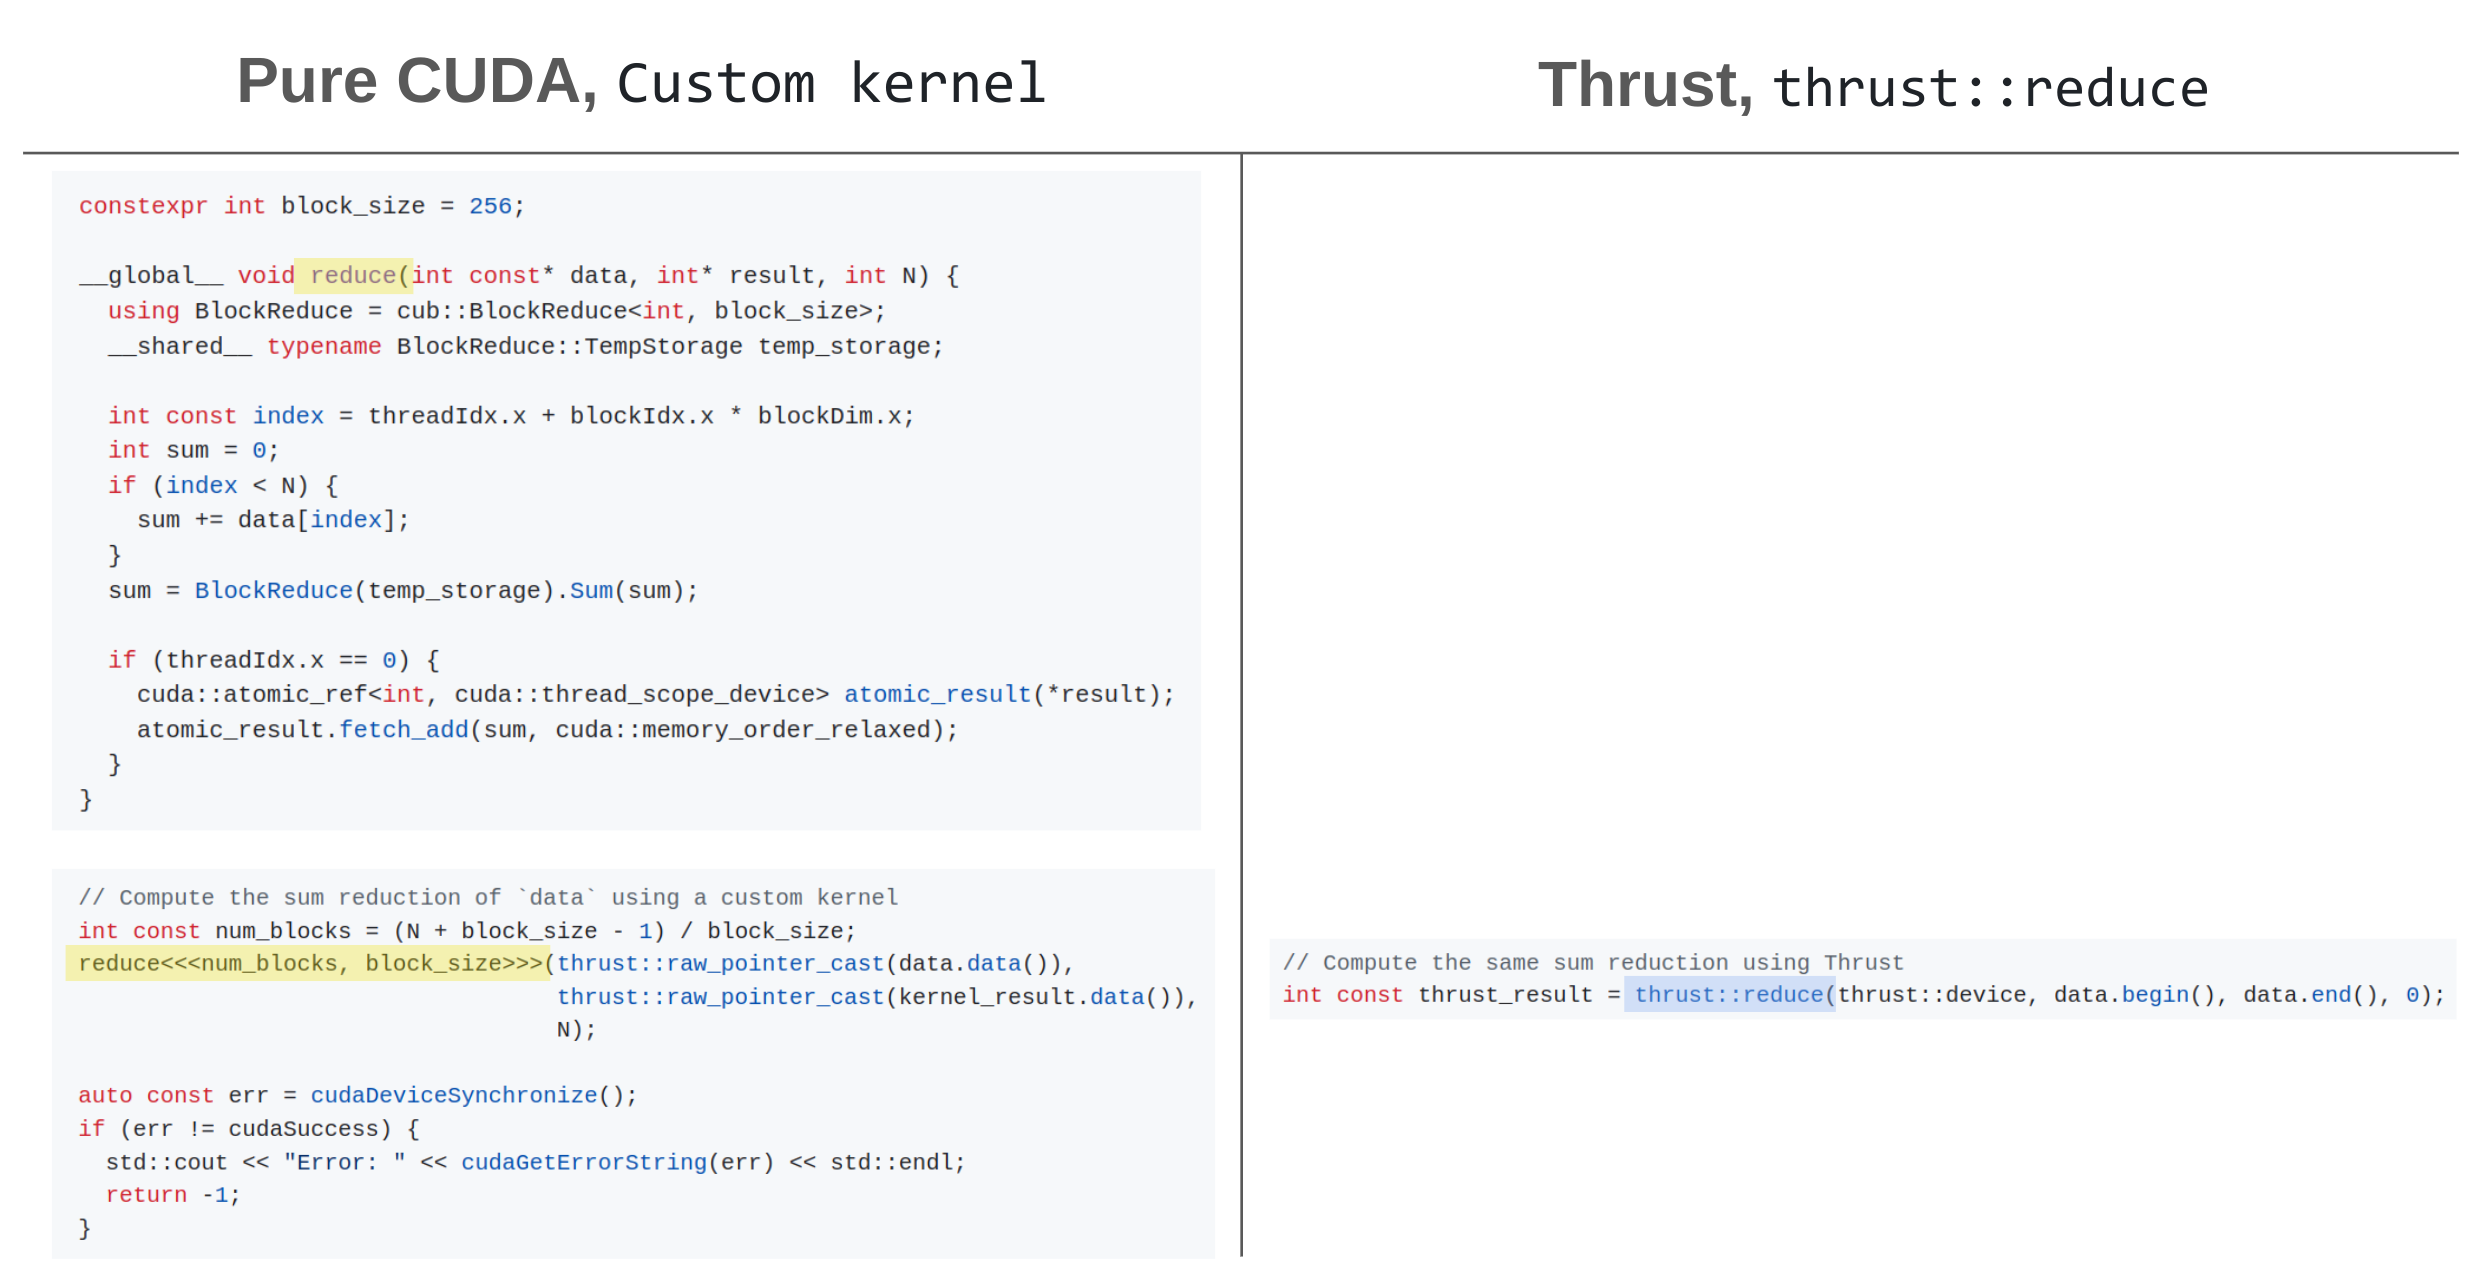 Pure CUDA, Custom kernel
Thrust, thrust::reduce
constexpr int block_size = 256;
__global__ void reduce(int const* data, int* result, int N) {
  using BlockReduce = cub::BlockReduce<int, block_size>;
  __shared__ typename BlockReduce::TempStorage temp_storage;
  int const index = threadIdx.x + blockIdx.x * blockDim.x;
  int sum = 0;
  if (index < N) {
    sum += data[index];
  }
  sum = BlockReduce(temp_storage).Sum(sum);
  if (threadIdx.x == 0) {
    cuda::atomic_ref<int, cuda::thread_scope_device> atomic_result(*result);
    atomic_result.fetch_add(sum, cuda::memory_order_relaxed);
  }
}
// Compute the sum reduction of `data` using a custom kernel
int const num_blocks = (N + block_size - 1) / block_size;
reduce<<<num_blocks, block_size>>>(thrust::raw_pointer_cast(data.data()),
                                   thrust::raw_pointer_cast(kernel_result.data()),
                                   N);
auto const err = cudaDeviceSynchronize();
if (err != cudaSuccess) {
  std::cout << "Error: " << cudaGetErrorString(err) << std::endl;
  return -1;
}
// Compute the same sum reduction using Thrust
int const thrust_result = thrust::reduce(thrust::device, data.begin(), data.end(), 0);